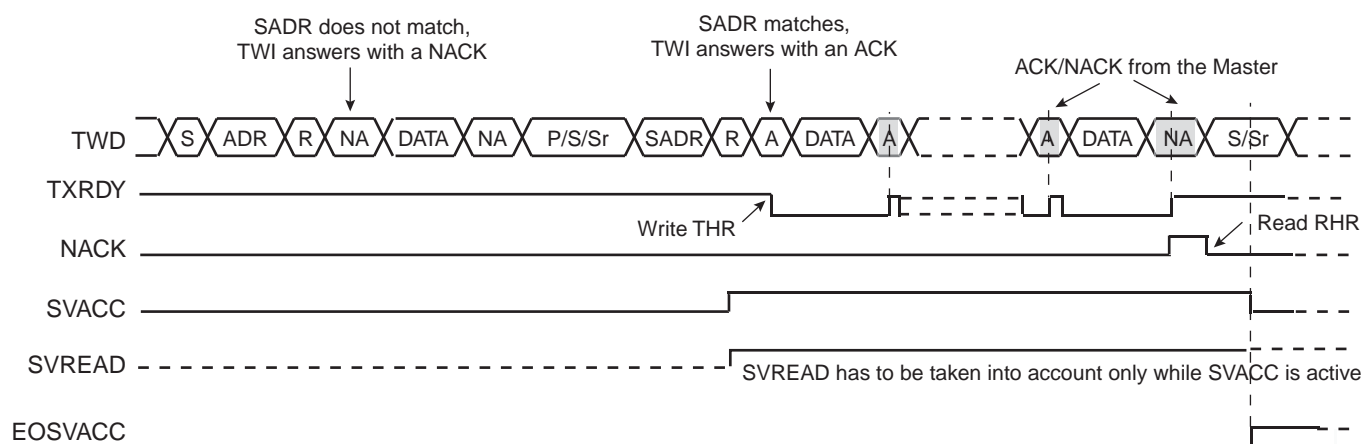 SADR does not match,
TWI answers with a NACK
SADR matches,
TWI answers with an ACK
ACK/NACK from the Master
TWD S ADR R NA DATA NA P/S/Sr SADR R A DATA A A DATA NA S/Sr
TXRDY
Write THR
Read RHR
NACK
SVACC
SVREAD
SVREAD has to be taken into account only while SVACC is active
EOSVACC